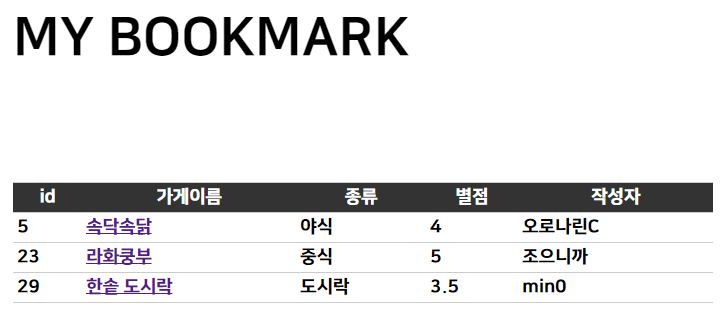 MY BOOKMARK
id 가게이름 종류 별점 작성자
5 속닥속닭 야식 4 오로나린C
23 라화쿵부 중식 5 조으니까
29 한솥 도시락 도시락 3.5 min0